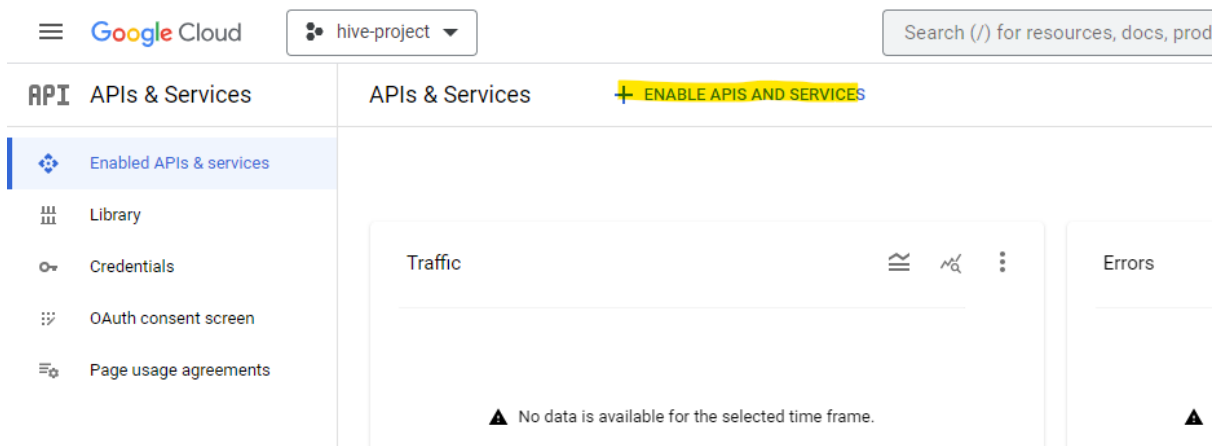 Google Cloud
hive-project
Search (/) for resources, docs, prod
API APIs & Services
APIs & Services
+ ENABLE APIS AND SERVICES
Enabled APIs & services
Library
Credentials
OAuth consent screen
Page usage agreements
Traffic
No data is available for the selected time frame.
Errors